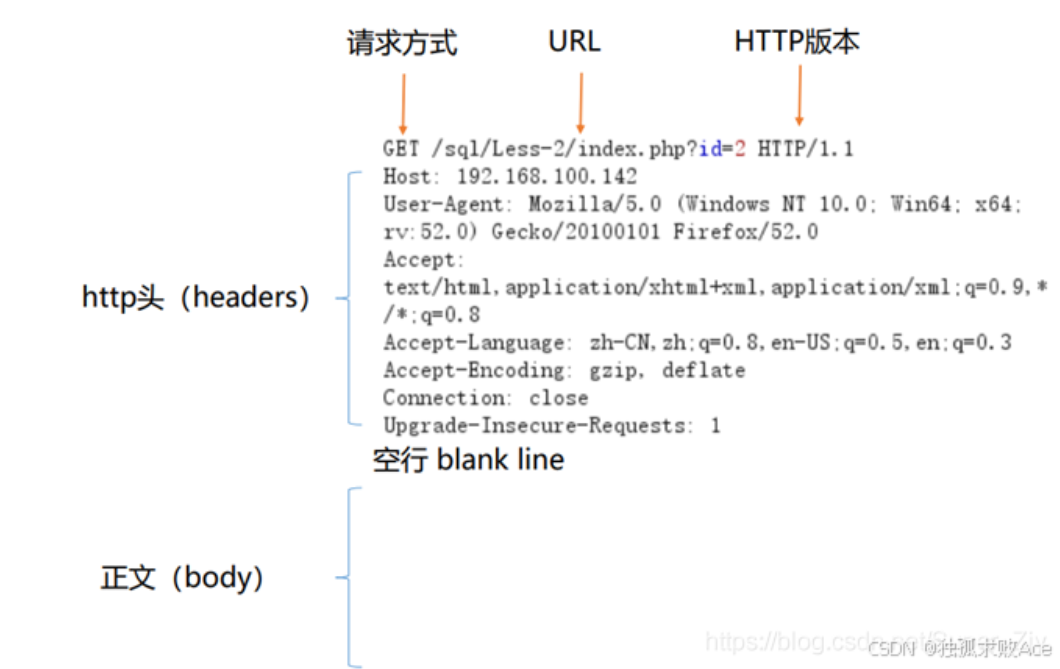 请求方式 URL HTTP版本
GET /sql/Less-2/index.php?id=2 HTTP/1.1
Host: 192.168.100.142
User-Agent: Mozilla/5.0 (Windows NT 10.0; Win64; x64;
rv:52.0) Gecko/20100101 Firefox/52.0
Accept:
text/html,application/xhtml+xml,application/xml;q=0.9,*
/*;q=0.8
http头（headers）
Accept-Language: zh-CN,zh;q=0.8,en-US;q=0.5,en;q=0.3
Accept-Encoding: gzip, deflate
Connection: close
Upgrade-Insecure-Requests: 1
空行 blank line
正文（body）
https://blog.csdn.net/
CSDN @独孤求败Ace